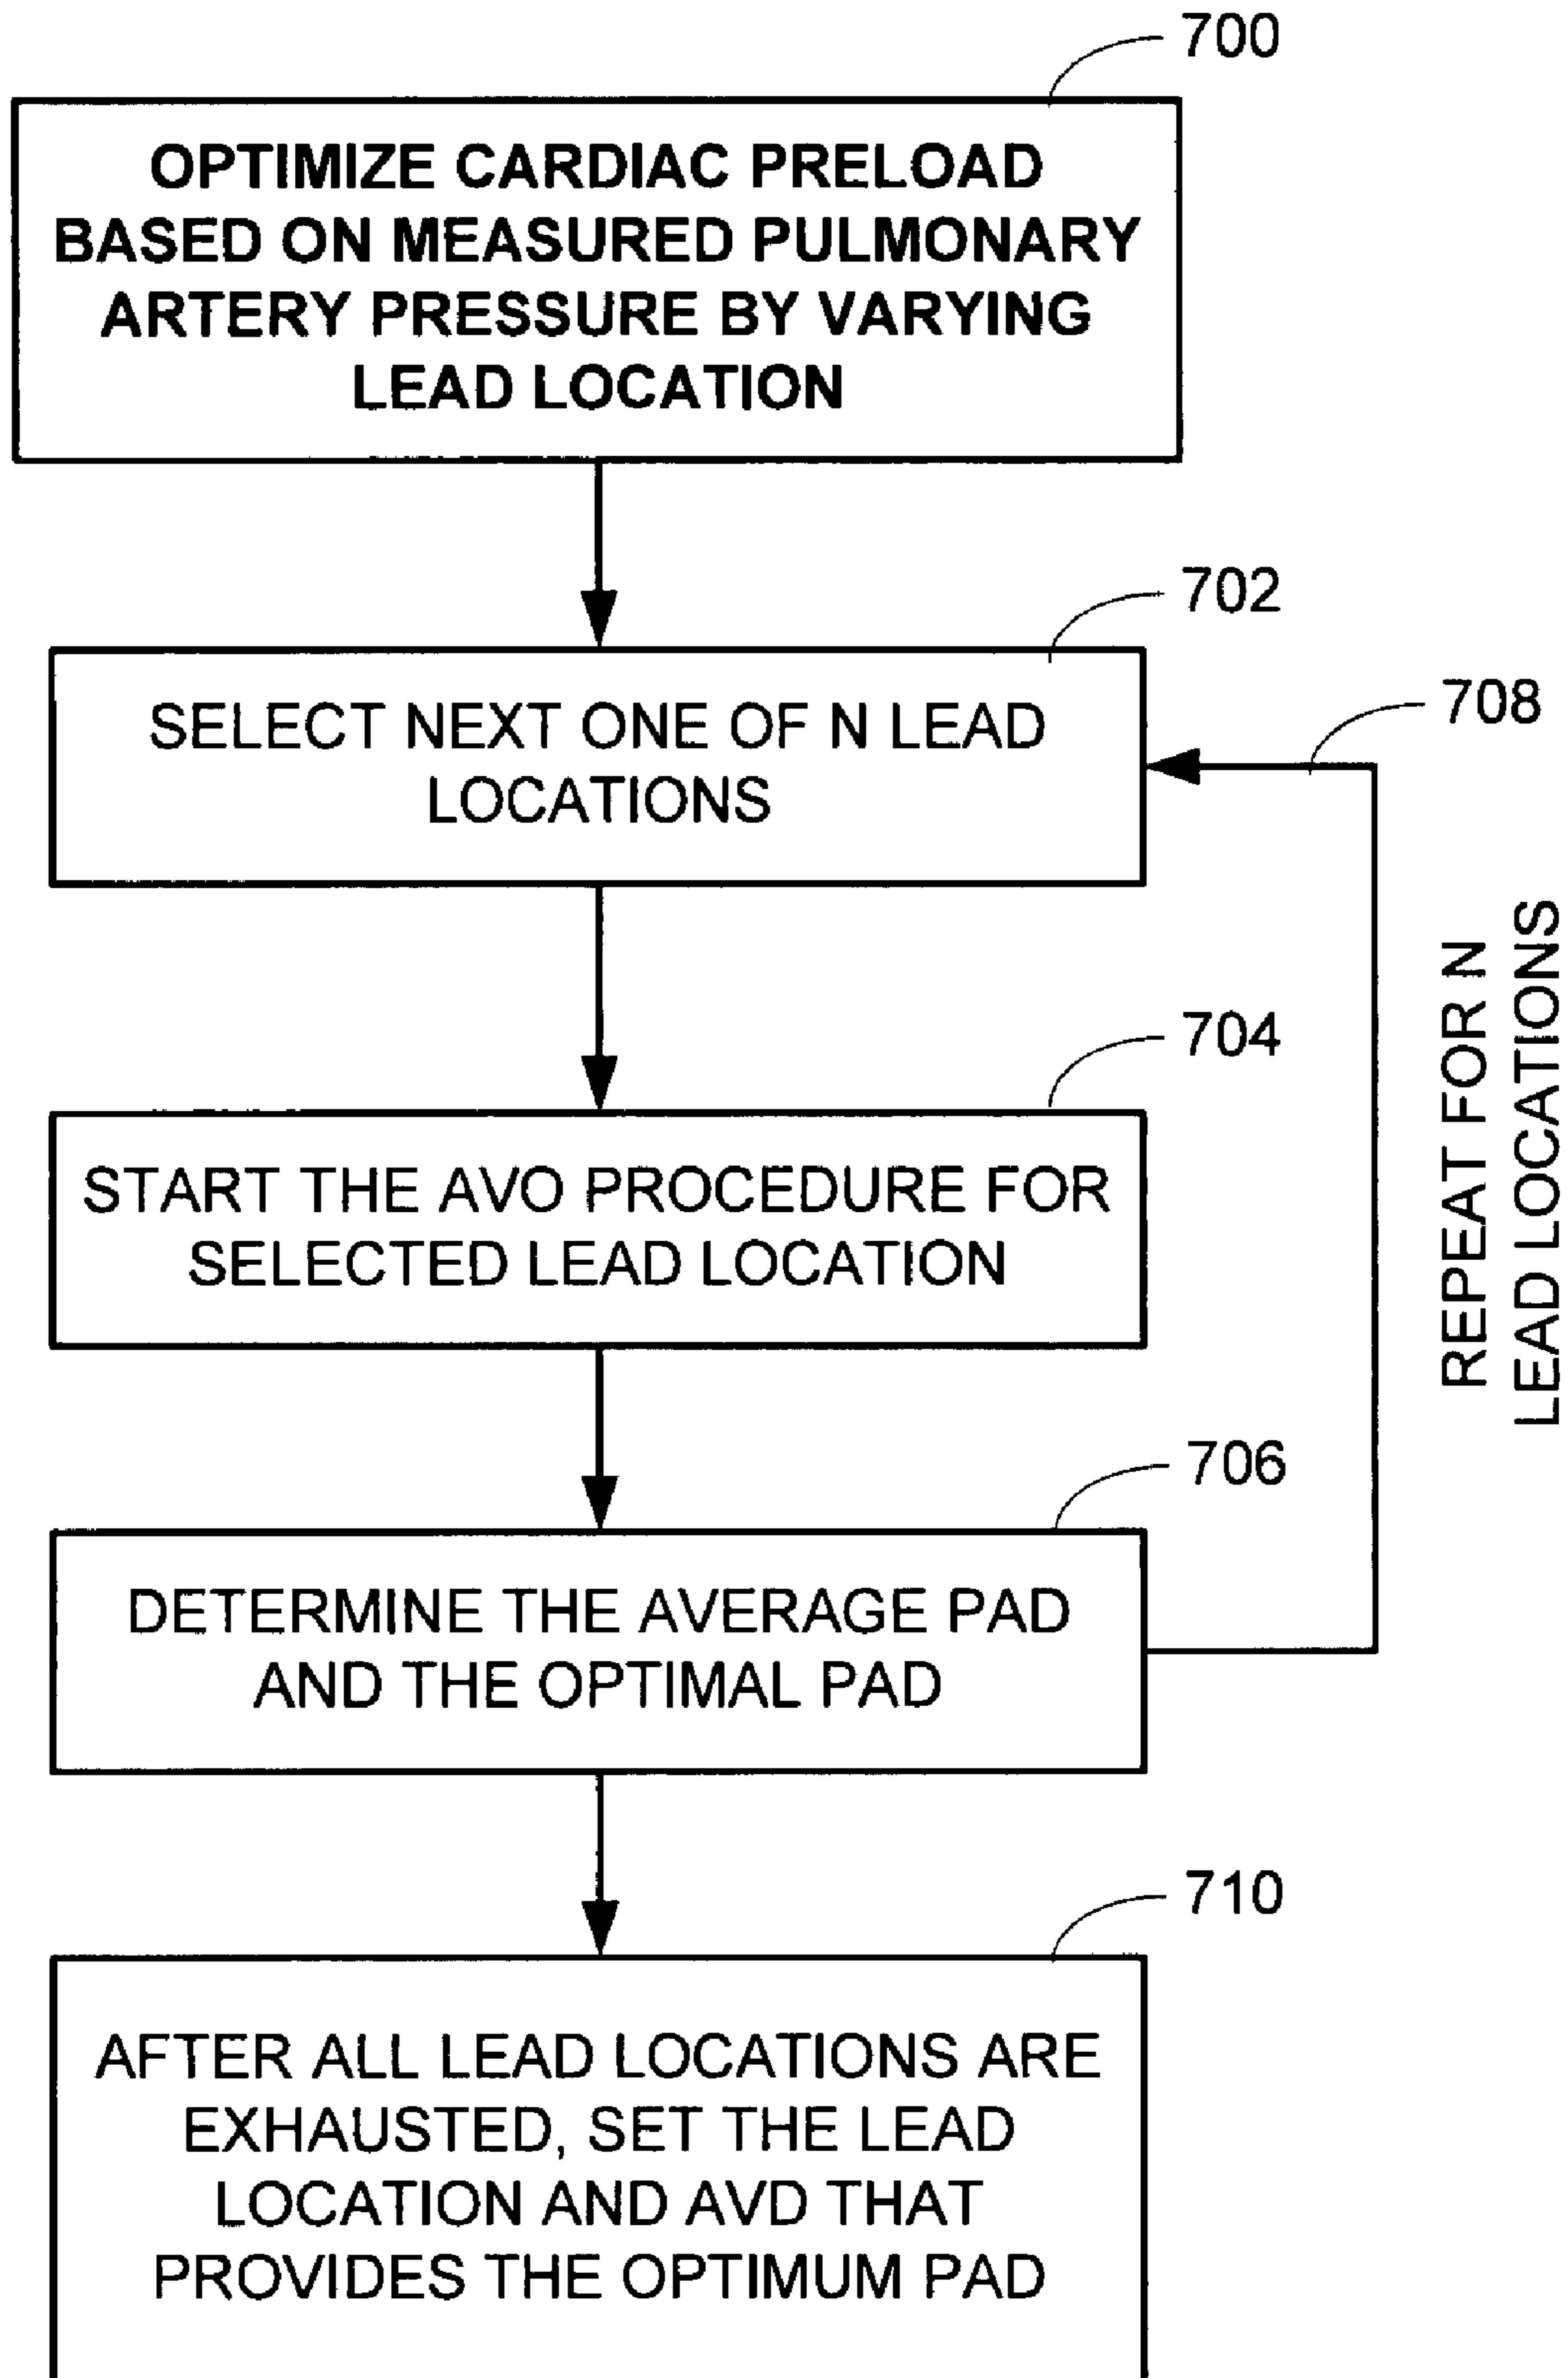 700
OPTIMIZE CARDIAC PRELOAD
BASED ON MEASURED PULMONARY
ARTERY PRESSURE BY VARYING
LEAD LOCATION
702
SELECT NEXT ONE OF N LEAD
LOCATIONS
708
704
START THE AVO PROCEDURE FOR
SELECTED LEAD LOCATION
REPEAT FOR N
LEAD LOCATIONS
706
DETERMINE THE AVERAGE PAD
AND THE OPTIMAL PAD
710
AFTER ALL LEAD LOCATIONS ARE
EXHAUSTED, SET THE LEAD
LOCATION AND AVD THAT
PROVIDES THE OPTIMUM PAD